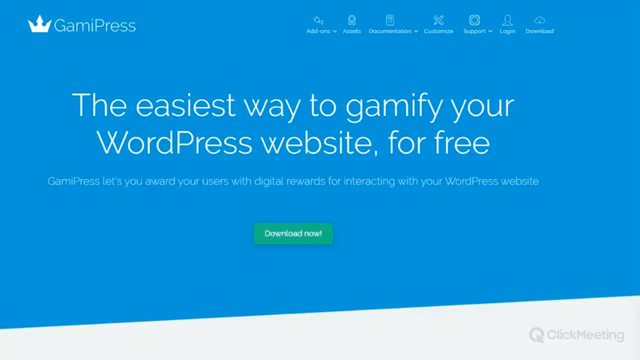 GamiPress
Add-ons
Assets
Documentation
Customize
Support
Login
Download
The easiest way to gamify your
WordPress website, for free
GamiPress let's you award your users with digital rewards for interacting with your WordPress website
Download now!
ClickMeeting